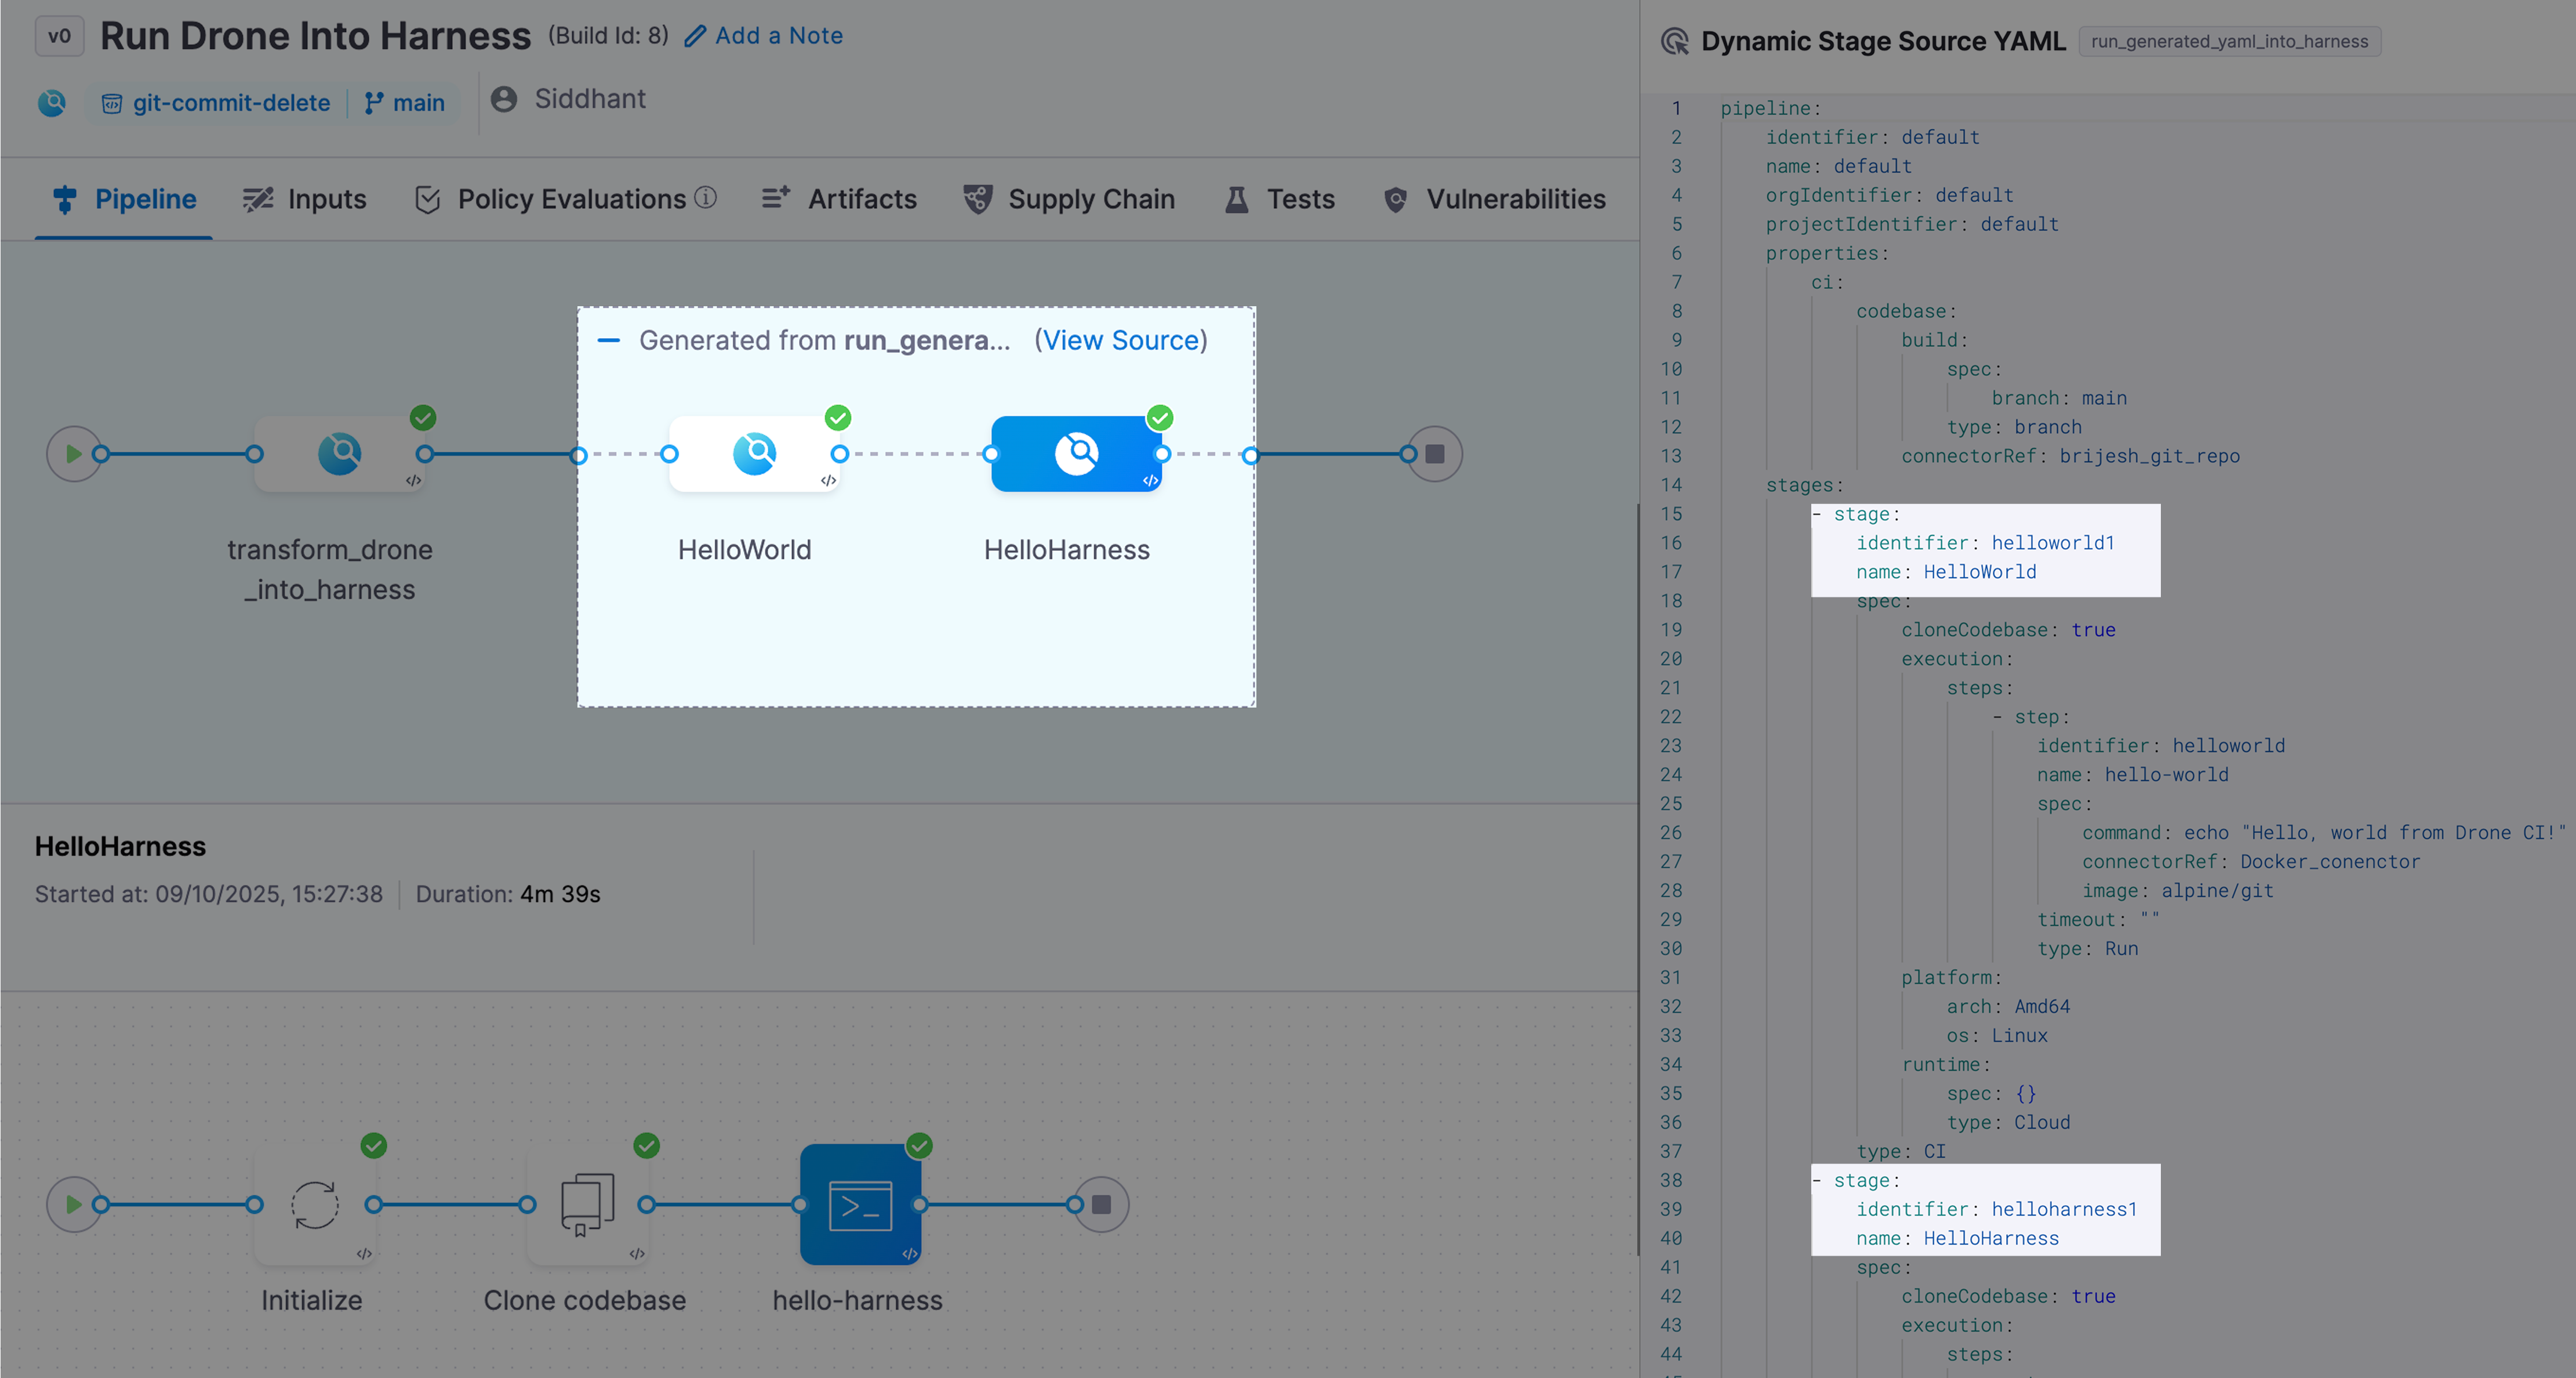 v0 Run Drone Into Harness (Build Id: 8) Add a Note
git-commit-delete main Siddhant
Pipeline Inputs Policy Evaluations Artifacts Supply Chain Tests Vulnerabilities
Generated from run_genera... (View Source)
transform_drone
_into_harness
HelloWorld
HelloHarness
HelloHarness
Started at: 09/10/2025, 15:27:38 Duration: 4m 39s
Initialize
Clone codebase
hello-harness
Dynamic Stage Source YAML run_generated_yaml_into_harness
1 pipeline:
2 identifier: default
3 name: default
4 orgIdentifier: default
5 projectIdentifier: default
6 properties:
7 ci:
8 codebase:
9 build:
10 spec:
11 branch: main
12 type: branch
13 connectorRef: brijesh_git_repo
14 stages:
15 - stage:
16 identifier: helloworld1
17 name: HelloWorld
18 spec:
19 cloneCodebase: true
20 execution:
21 steps:
22 - step:
23 identifier: helloworld
24 name: hello-world
25 spec:
26 command: echo "Hello, world from Drone CI!"
27 connectorRef: Docker_conenctor
28 image: alpine/git
29 timeout: ""
30 type: Run
31 platform:
32 arch: Amd64
33 os: Linux
34 runtime:
35 spec: {}
36 type: Cloud
37 type: CI
38 - stage:
39 identifier: helloharness1
40 name: HelloHarness
41 spec:
42 cloneCodebase: true
43 execution:
44 steps: